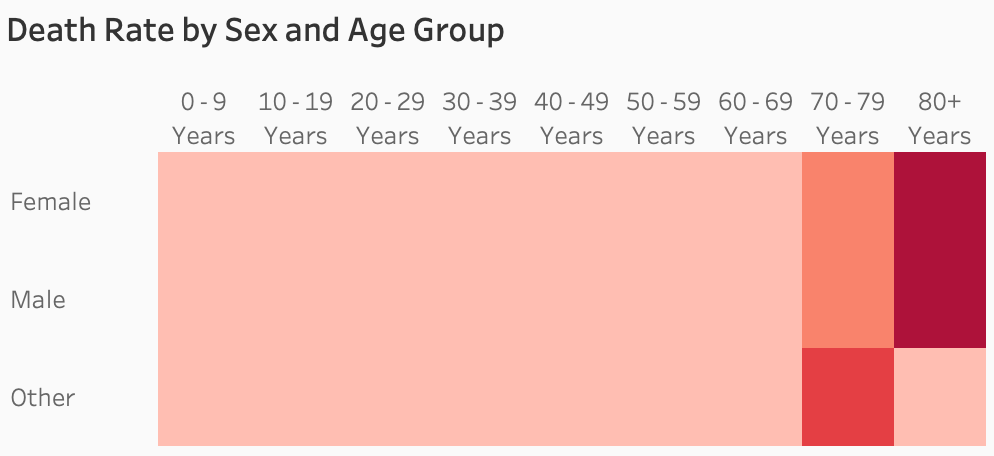 Death Rate by Sex and Age Group
0 - 9 10 - 19 20 - 29 30 - 39 40 - 49 50 - 59 60 - 69 70 - 79 80+
Years Years Years Years Years Years Years Years Years
Female
Male
Other